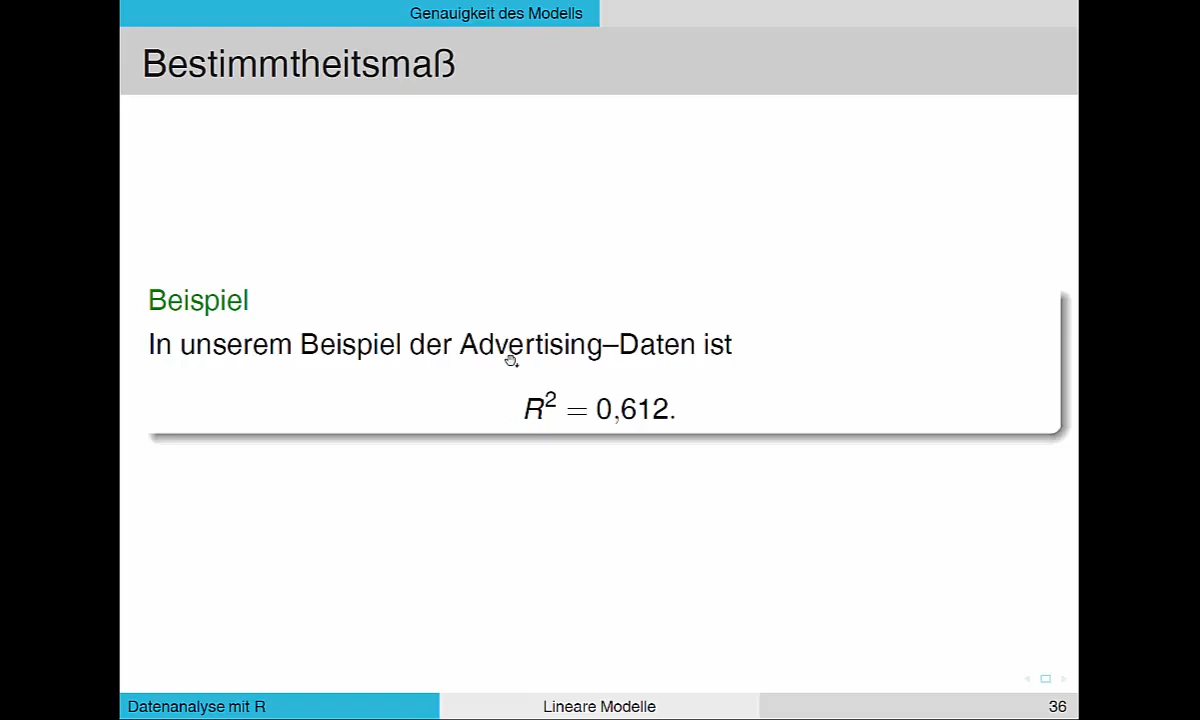 Genauigkeit des Modells
Bestimmtheitsmaß
Beispiel
In unserem Beispiel der Advertising–Daten ist
R² = 0,612.
Datenanalyse mit R
Lineare Modelle
36